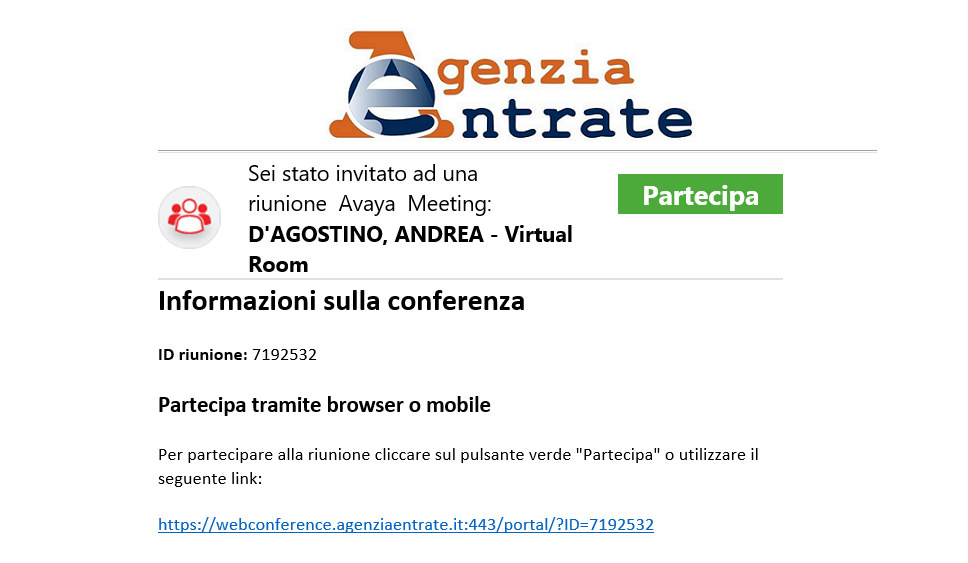 Agenzia
entrate
Sei stato invitato ad una
riunione Avaya Meeting:
D'AGOSTINO, ANDREA - Virtual
Room
Partecipa
Informazioni sulla conferenza
ID riunione: 7192532
Partecipa tramite browser o mobile
Per partecipare alla riunione cliccare sul pulsante verde "Partecipa" o utilizzare il
seguente link:
https://webconference.agenziaentrate.it:443/portal/?ID=7192532